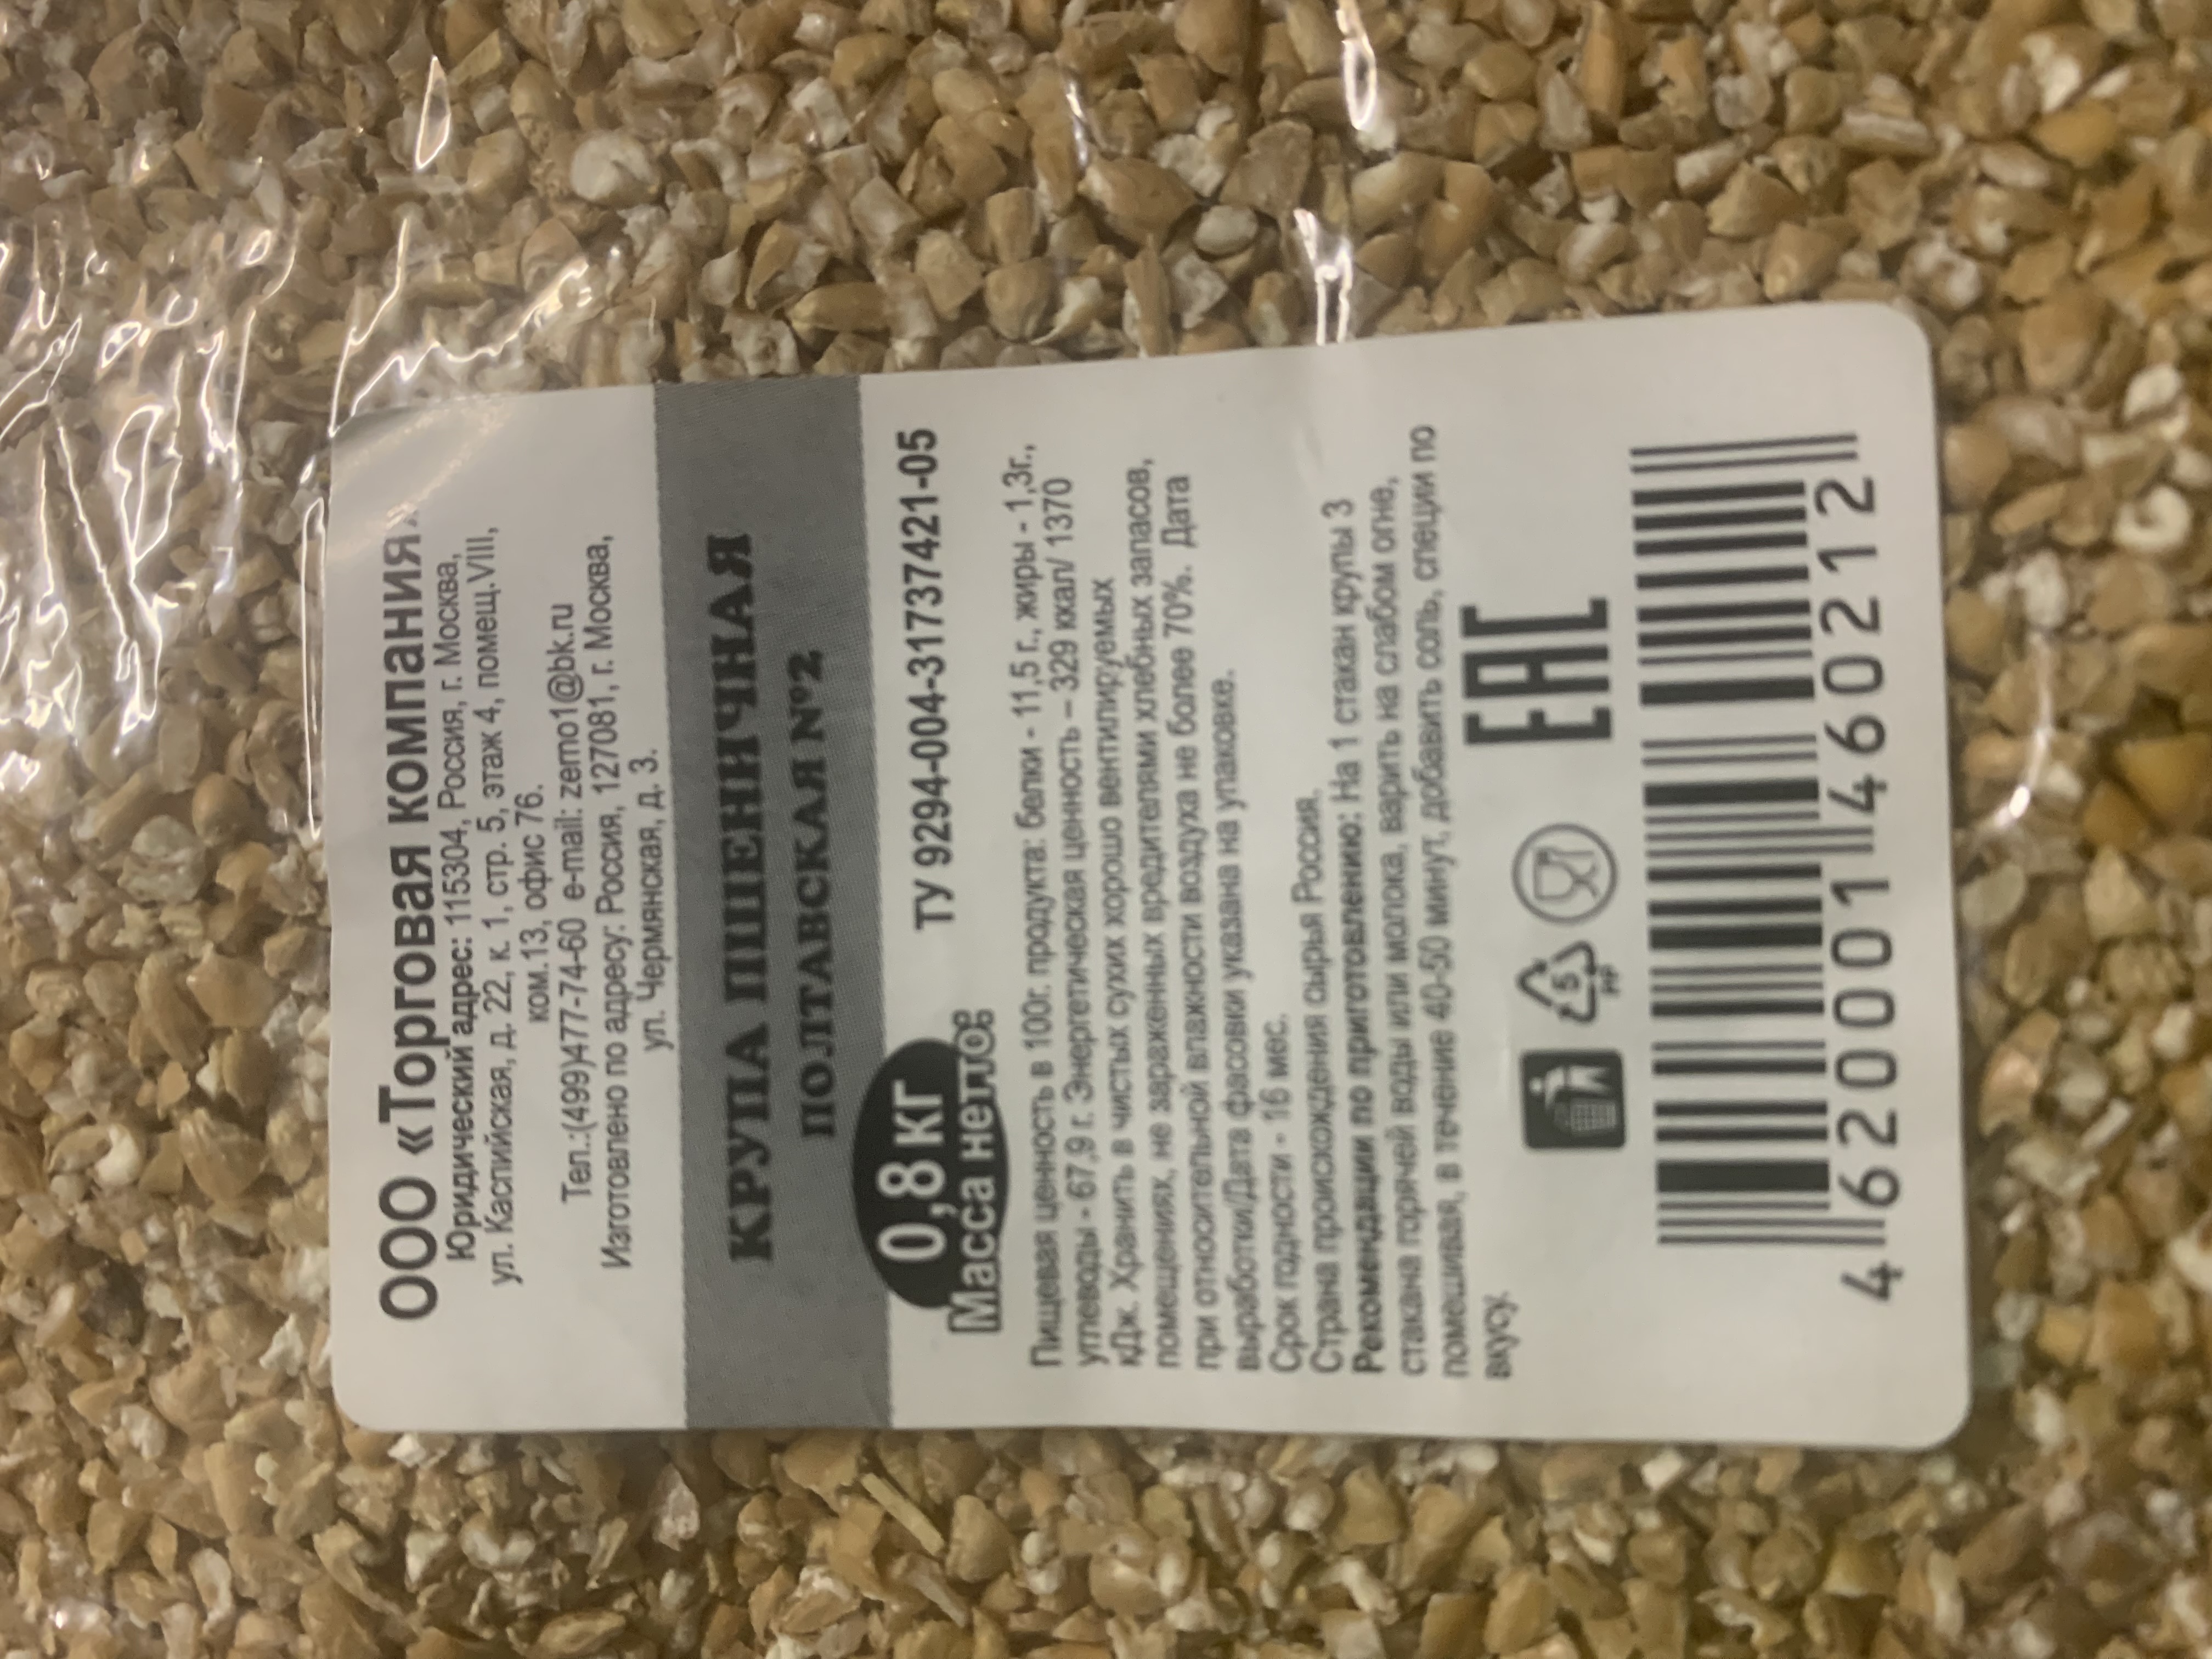 ООО «Торговая компания»
Юридический адрес: 115304, Россия, г. Москва,
ул. Каспийская, д. 22, к. 1, стр. 5, этаж 4, помещ.VIII,
ком.13, офис 76.
Тел.:(499)477-74-60 e-mail: zerno1@bk.ru
Изготовлено по адресу: Россия, 127081, г. Москва,
ул. Чермянская, д. 3.
КРУПА ПШЕНИЧНАЯ
ПОЛТАВСКАЯ №2
0,8 кг
Масса нетто:
ТУ 9294-004-31737421-05
Пищевая ценность в 100г. продукта: белки - 11,5 г., жиры - 1,3г.,
углеводы - 67,9 г. Энергетическая ценность – 329 ккал/ 1370
кДж. Хранить в чистых сухих хорошо вентилируемых
помещениях, не зараженных вредителями хлебных запасов,
при относительной влажности воздуха не более 70%. Дата
выработки/Дата фасовки указана на упаковке.
Срок годности - 16 мес.
Страна происхождения сырья Россия.
Рекомендации по приготовлению: На 1 стакан крупы 3
стакана горячей воды или молока, варить на слабом огне,
помешивая, в течение 40-50 минут, добавить соль, специи по
вкусу.
5
PP
EAC
4 620001 460212